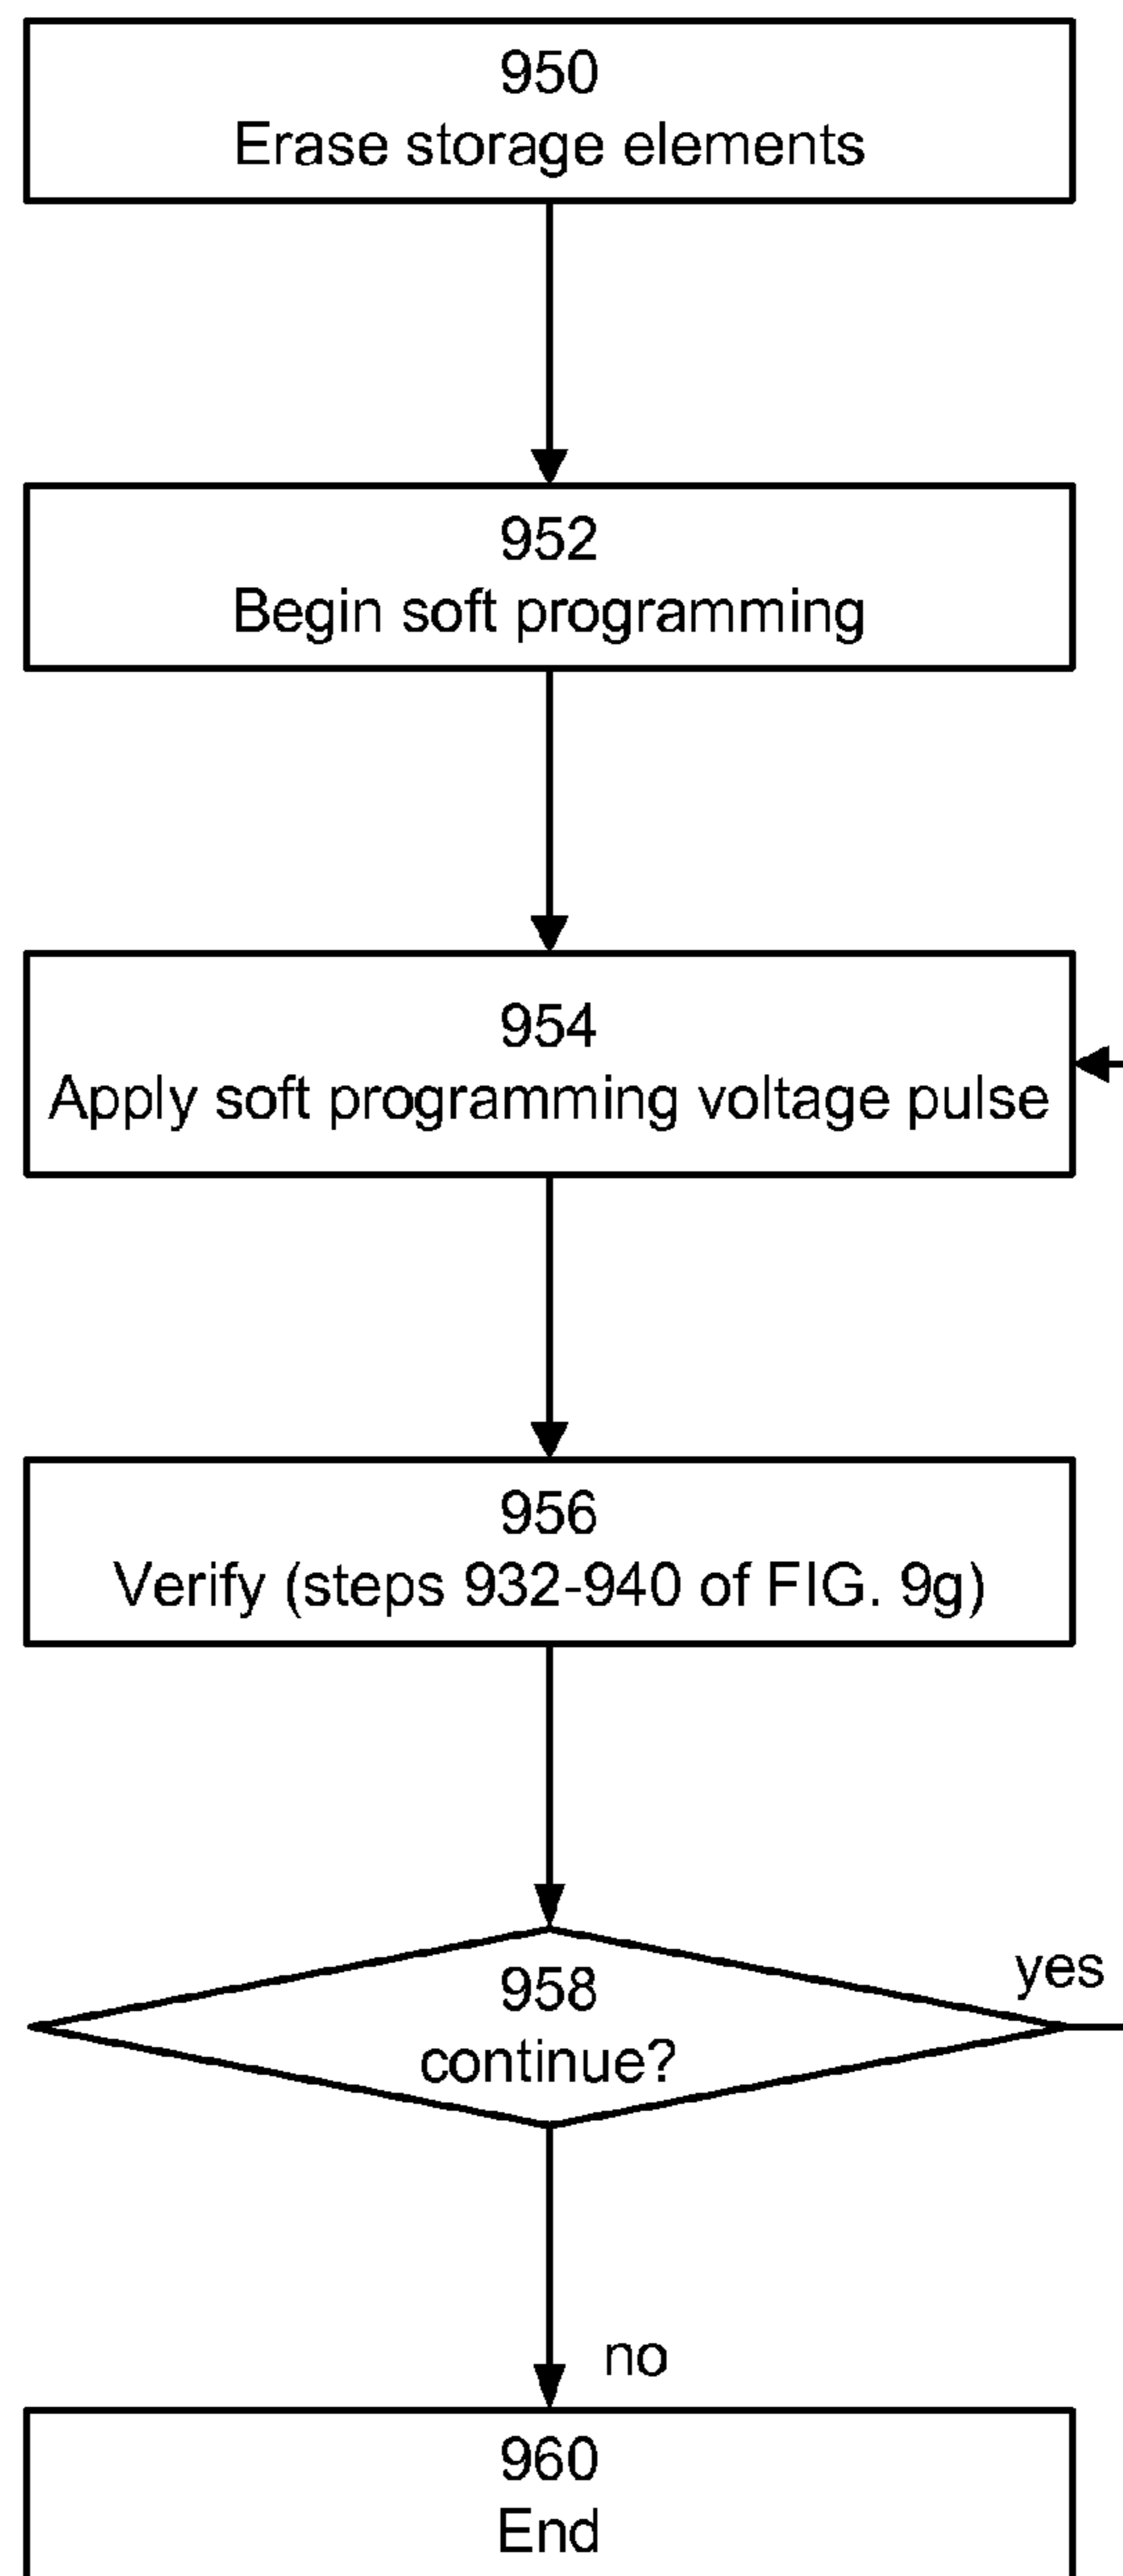 950
Erase storage elements
952
Begin soft programming
954
Apply soft programming voltage pulse
956
Verify (steps 932-940 of FIG. 9g)
958
continue?
yes
no
960
End